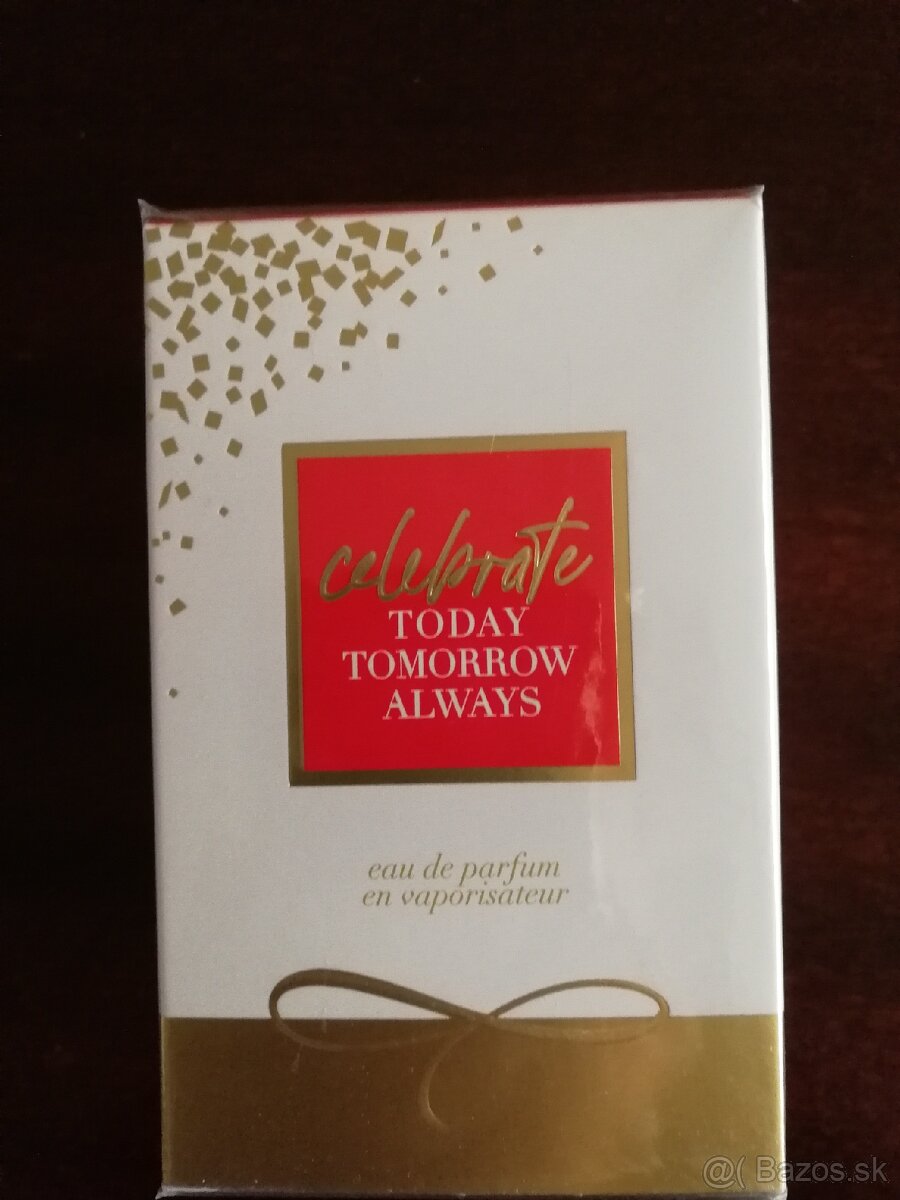 celebrate
TODAY
TOMORROW
ALWAYS
eau de parfum
en vaporisateur
@( Bazos.sk